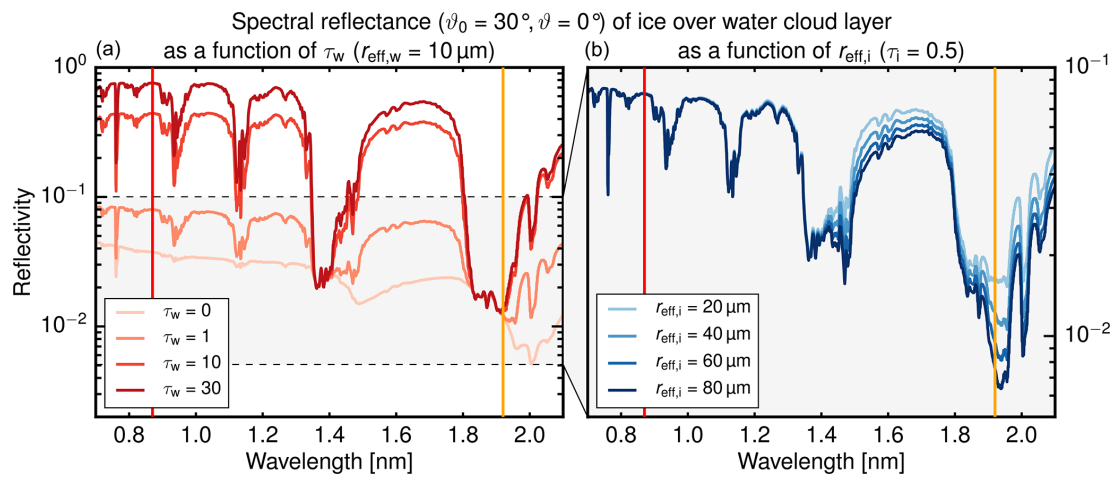 Spectral reflectance (ϑ₀ = 30°, ϑ = 0°) of ice over water cloud layer
(a) as a function of τw (reff,w = 10 μm)
(b) as a function of reff,i (τi = 0.5)
10⁰
10⁻¹
10⁻²
Reflectivity
τw = 0
τw = 1
τw = 10
τw = 30
0.8 1.0 1.2 1.4 1.6 1.8 2.0
Wavelength [nm]
10⁻¹
10⁻²
reff,i = 20 μm
reff,i = 40 μm
reff,i = 60 μm
reff,i = 80 μm
0.8 1.0 1.2 1.4 1.6 1.8 2.0
Wavelength [nm]